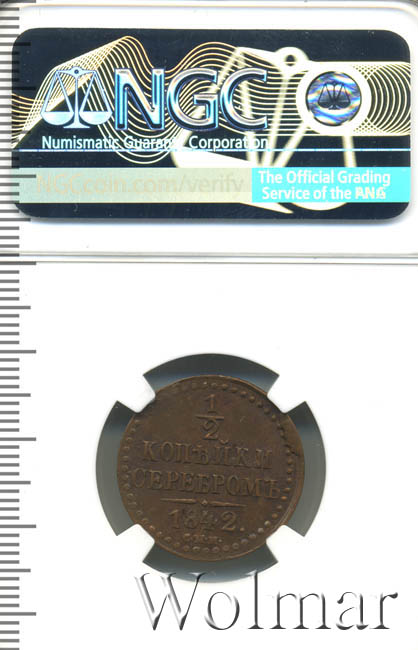 NGC
Numismatic Guaranty Corporation
NGCcoin.com/verify
The Official Grading
Service of the ANA
1
2
КОПѢЙКИ
СЕРЕБРОМЪ
1842.
Wolmar